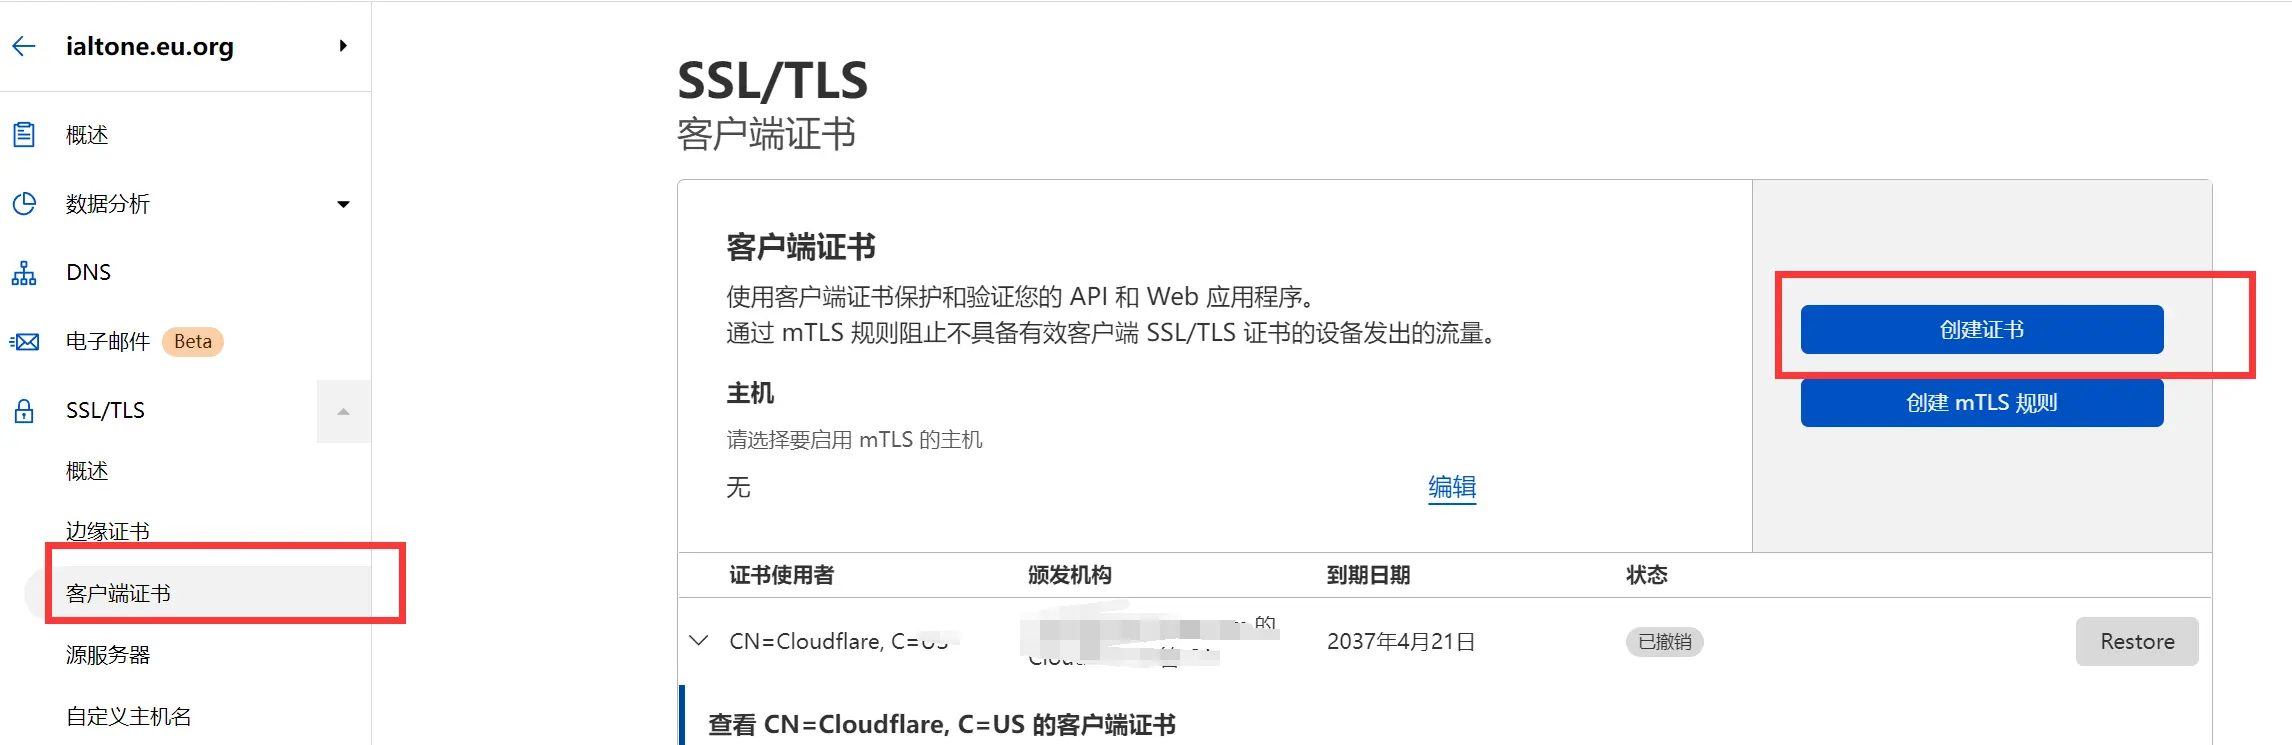 ialtone.eu.org
概述
数据分析
DNS
电子邮件 Beta
SSL/TLS
概述
边缘证书
客户端证书
源服务器
自定义主机名
SSL/TLS
客户端证书
客户端证书
使用客户端证书保护和验证您的 API 和 Web 应用程序。
通过 mTLS 规则阻止不具备有效客户端 SSL/TLS 证书的设备发出的流量。
主机
请选择要启用 mTLS 的主机
无 编辑
创建证书
创建 mTLS 规则
证书使用者 颁发机构 到期日期 状态
CN=Cloudflare, C=US 的 2037年4月21日 已撤销 Restore
查看 CN=Cloudflare, C=US 的客户端证书